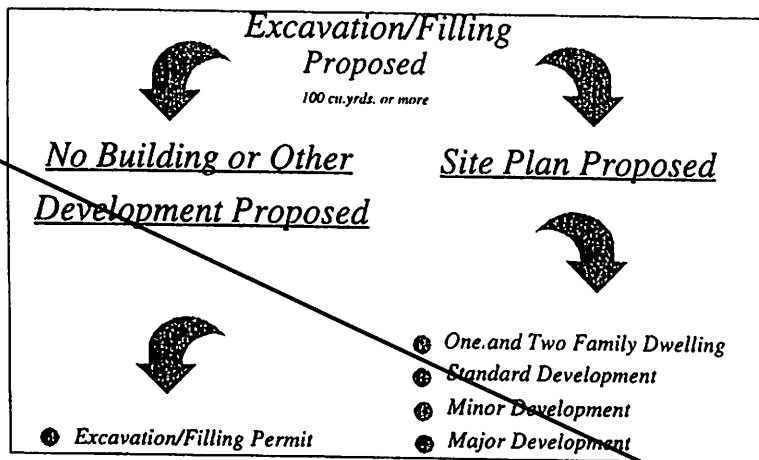 Excavation/Filling
Proposed
100 cu.yrds. or more
No Building or Other
Development Proposed
Site Plan Proposed
Excavation/Filling Permit
One.and Two Family Dwelling
Standard Development
Minor Development
Major Development